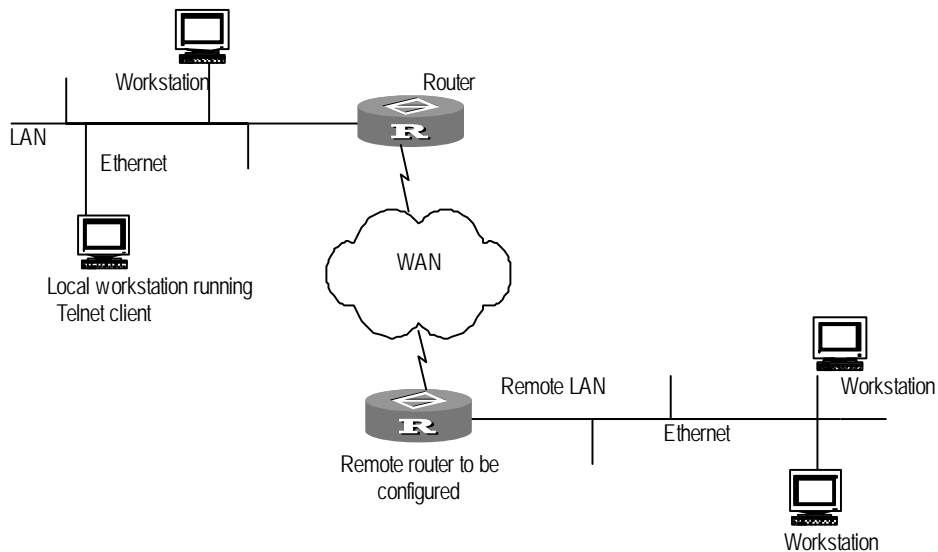 Workstation
Router
R
LAN
Ethernet
Local workstation running
Telnet client
WAN
Remote LAN
Workstation
R
Ethernet
Remote router to be
configured
Workstation